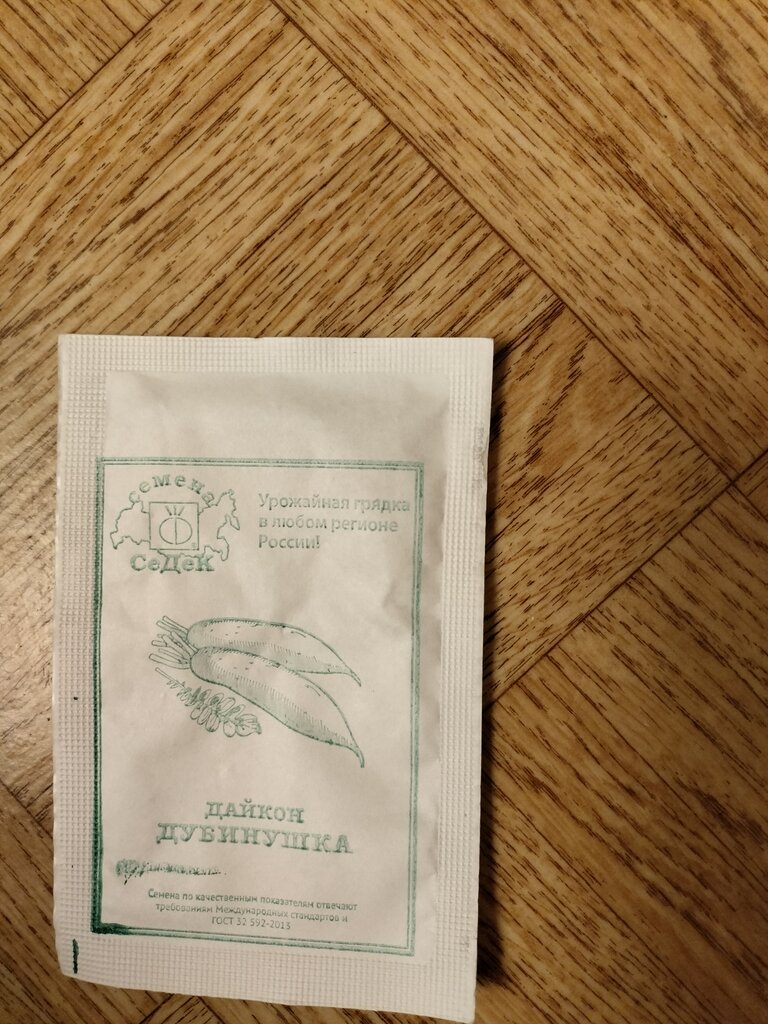 семена
СеДеК
Урожайная грядка
в любом регионе
России!
ДАЙКОН
ДУБИНУШКА
Семена по качественным показателям отвечают
требованиям Международных стандартов и
ГОСТ 32 592-2013